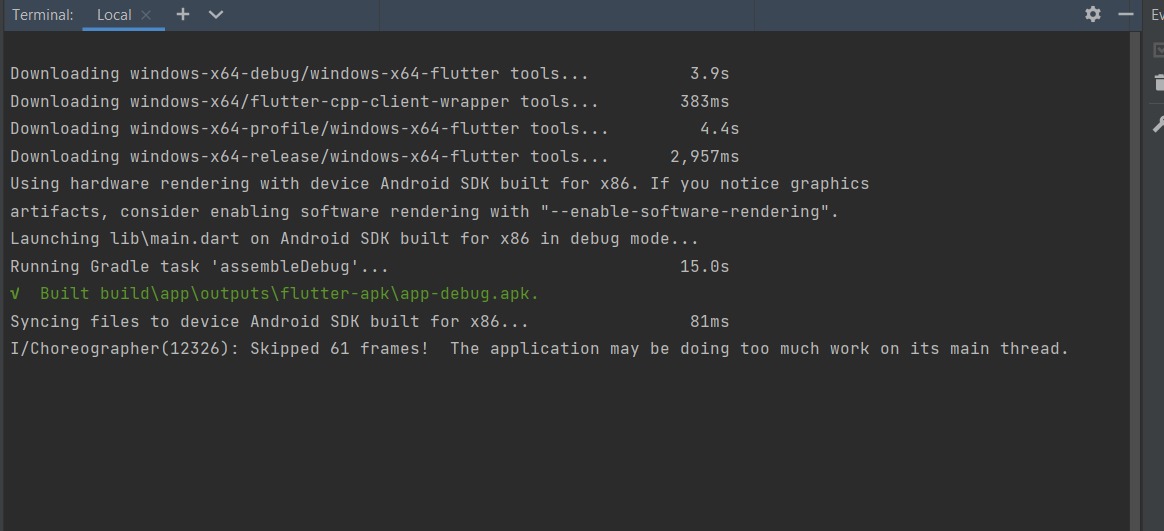 Terminal: Local
Downloading windows-x64-debug/windows-x64-flutter tools... 3.9s
Downloading windows-x64/flutter-cpp-client-wrapper tools... 383ms
Downloading windows-x64-profile/windows-x64-flutter tools... 4.4s
Downloading windows-x64-release/windows-x64-flutter tools... 2,957ms
Using hardware rendering with device Android SDK built for x86. If you notice graphics
artifacts, consider enabling software rendering with "--enable-software-rendering".
Launching lib\main.dart on Android SDK built for x86 in debug mode...
Running Gradle task 'assembleDebug'... 15.0s
√ Built build\app\outputs\flutter-apk\app-debug.apk.
Syncing files to device Android SDK built for x86... 81ms
I/Choreographer(12326): Skipped 61 frames! The application may be doing too much work on its main thread.